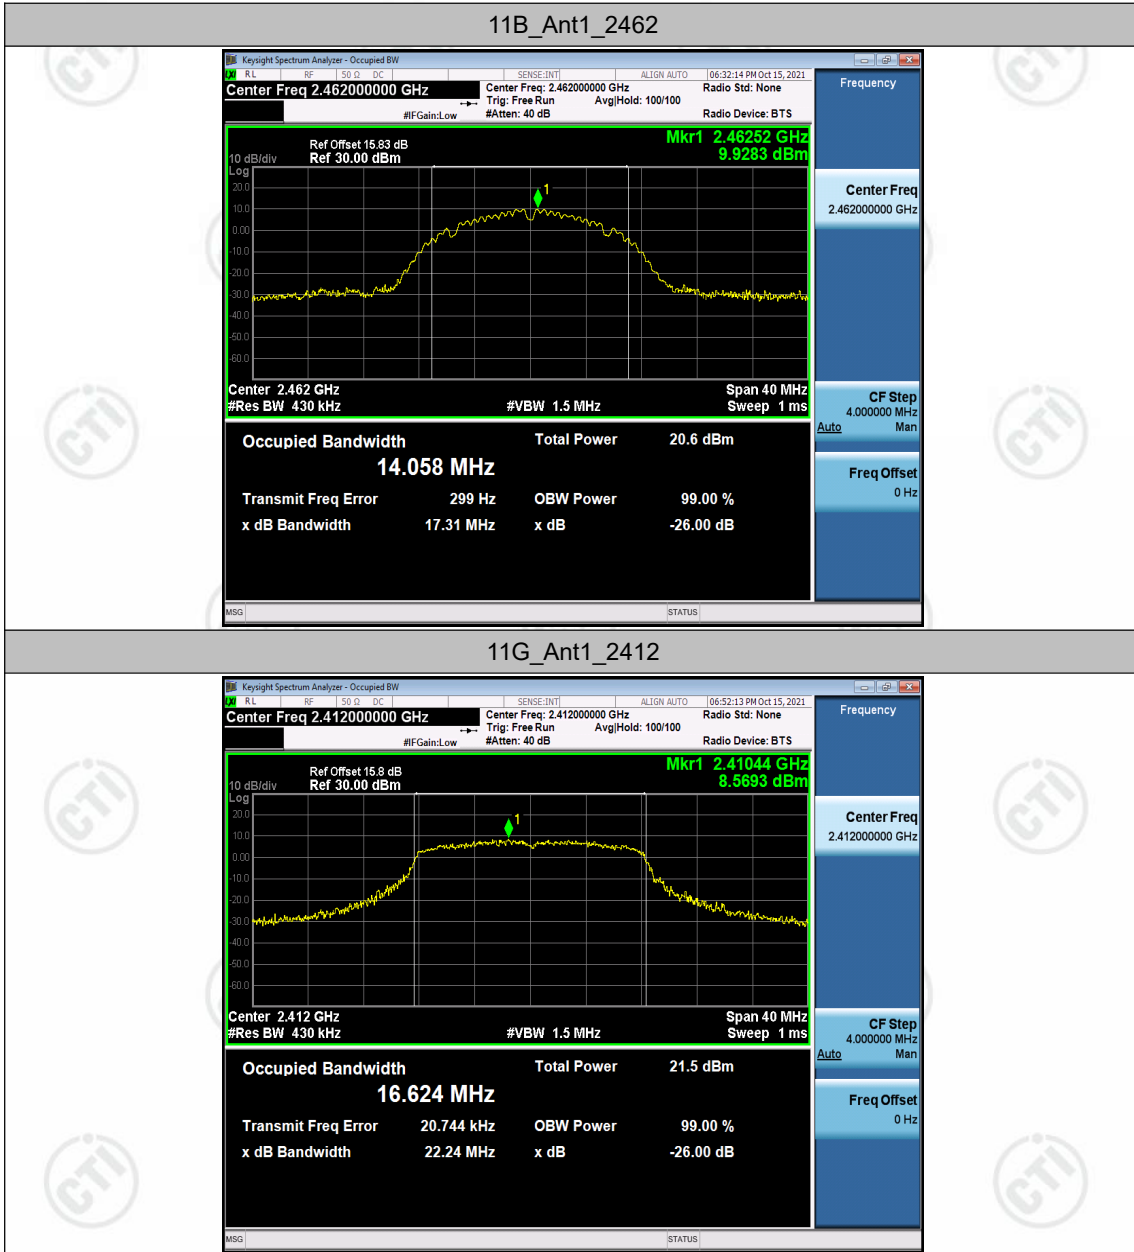 11B_Ant1_2462
Keysight Spectrum Analyzer - Occupied BW
LXI RL RF 50 Ω DC SENSE:INT ALIGN AUTO 06:32:14 PM Oct 15, 2021
Center Freq 2.462000000 GHz
Center Freq: 2.462000000 GHz
Radio Std: None
Trig: Free Run Avg|Hold: 100/100
#IFGain:Low #Atten: 40 dB Radio Device: BTS
Frequency
Mkr1 2.46252 GHz
9.9283 dBm
Ref Offset 15.83 dB
10 dB/div Ref 30.00 dBm
Log
20.0
10.0
0.00
-10.0
-20.0
-30.0
-40.0
-50.0
-60.0
1
Center Freq
2.462000000 GHz
Center 2.462 GHz Span 40 MHz
#Res BW 430 kHz #VBW 1.5 MHz Sweep 1 ms
CF Step
4.000000 MHz
Auto Man
Occupied Bandwidth Total Power 20.6 dBm
14.058 MHz
Transmit Freq Error 299 Hz OBW Power 99.00 %
x dB Bandwidth 17.31 MHz x dB -26.00 dB
Freq Offset
0 Hz
MSG STATUS
11G_Ant1_2412
Keysight Spectrum Analyzer - Occupied BW
LXI RL RF 50 Ω DC SENSE:INT ALIGN AUTO 06:52:13 PM Oct 15, 2021
Center Freq 2.412000000 GHz
Center Freq: 2.412000000 GHz
Radio Std: None
Trig: Free Run Avg|Hold: 100/100
#IFGain:Low #Atten: 40 dB Radio Device: BTS
Frequency
Mkr1 2.41044 GHz
8.5693 dBm
Ref Offset 15.8 dB
10 dB/div Ref 30.00 dBm
Log
20.0
10.0
0.00
-10.0
-20.0
-30.0
-40.0
-50.0
-60.0
1
Center Freq
2.412000000 GHz
Center 2.412 GHz Span 40 MHz
#Res BW 430 kHz #VBW 1.5 MHz Sweep 1 ms
CF Step
4.000000 MHz
Auto Man
Occupied Bandwidth Total Power 21.5 dBm
16.624 MHz
Transmit Freq Error 20.744 kHz OBW Power 99.00 %
x dB Bandwidth 22.24 MHz x dB -26.00 dB
Freq Offset
0 Hz
MSG STATUS
CTI
CTI
CTI
CTI
CTI
CTI
CTI
CTI